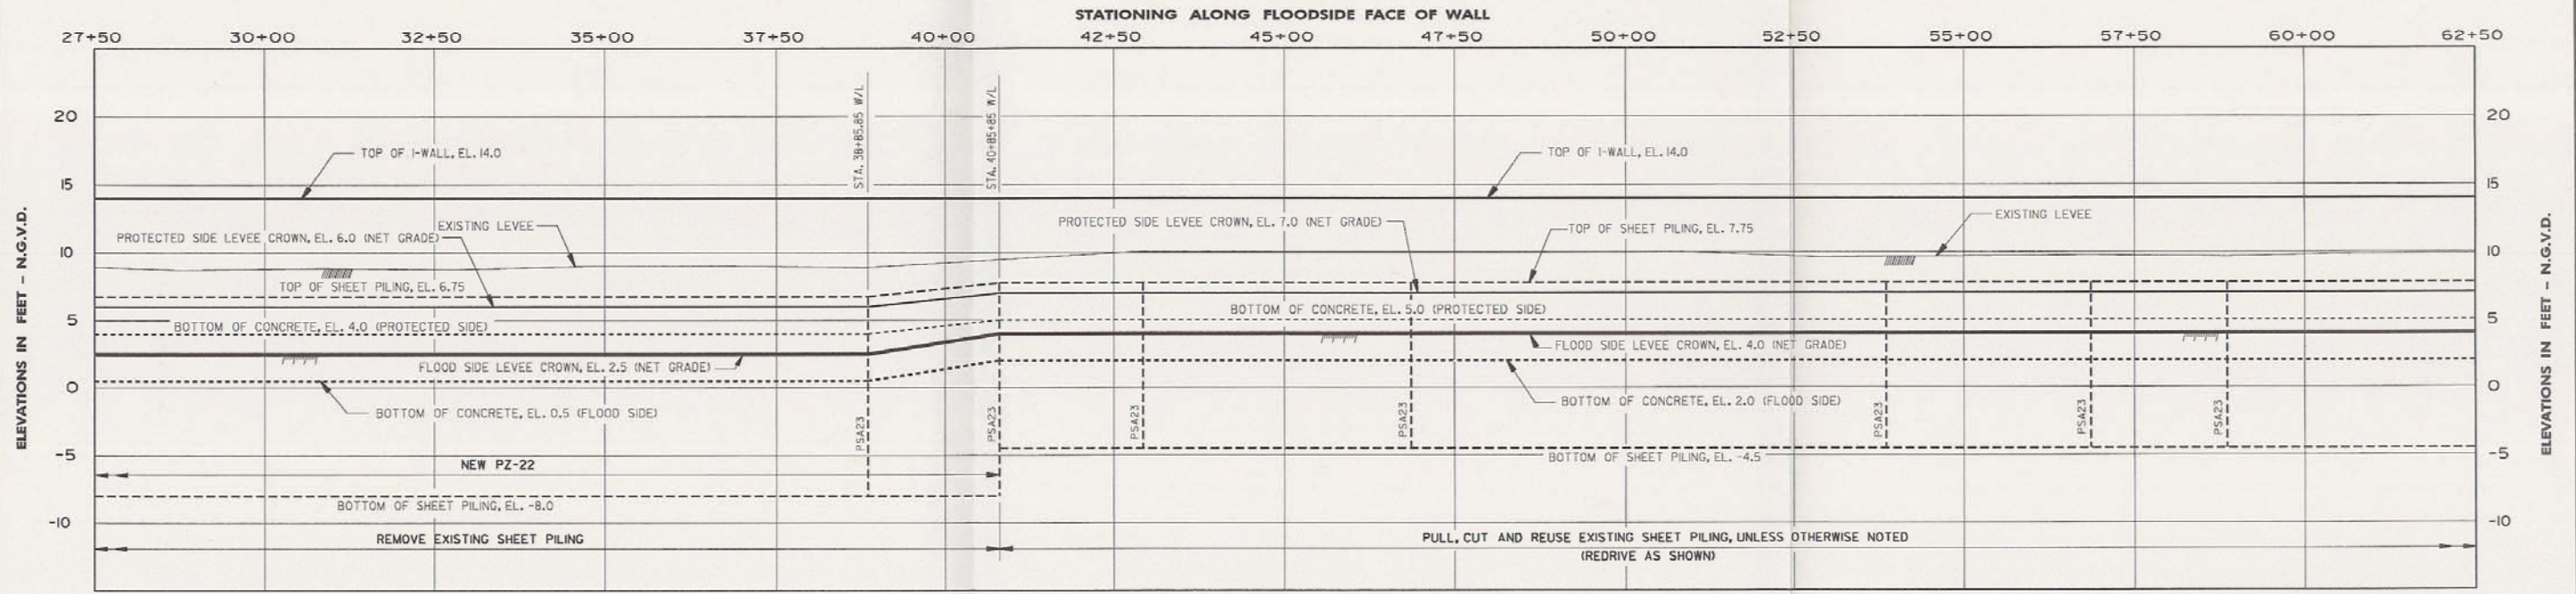 STATIONING ALONG FLOODSIDE FACE OF WALL
27+50 30+00 32+50 35+00 37+50 40+00 42+50 45+00 47+50 50+00 52+50 55+00 57+50 60+00 62+50
ELEVATIONS IN FEET - N.G.V.D.
20
15
10
5
0
-5
-10
STA. 38+85.85 W/L
STA. 40+85+85 W/L
TOP OF I-WALL, EL. 14.0
TOP OF I-WALL, EL. 14.0
EXISTING LEVEE
PROTECTED SIDE LEVEE CROWN, EL. 6.0 (NET GRADE)
PROTECTED SIDE LEVEE CROWN, EL. 7.0 (NET GRADE)
TOP OF SHEET PILING, EL. 7.75
EXISTING LEVEE
TOP OF SHEET PILING, EL. 6.75
BOTTOM OF CONCRETE, EL. 4.0 (PROTECTED SIDE)
BOTTOM OF CONCRETE, EL. 5.0 (PROTECTED SIDE)
FLOOD SIDE LEVEE CROWN, EL. 2.5 (NET GRADE)
FLOOD SIDE LEVEE CROWN, EL. 4.0 (NET GRADE)
BOTTOM OF CONCRETE, EL. 0.5 (FLOOD SIDE)
BOTTOM OF CONCRETE, EL. 2.0 (FLOOD SIDE)
PSA23
PSA23
PSA23
PSA23
PSA23
PSA23
PSA23
NEW PZ-22
BOTTOM OF SHEET PILING, EL. -4.5
BOTTOM OF SHEET PILING, EL. -8.0
REMOVE EXISTING SHEET PILING
PULL, CUT AND REUSE EXISTING SHEET PILING, UNLESS OTHERWISE NOTED
(REDRIVE AS SHOWN)
20
15
10
5
0
-5
-10
ELEVATIONS IN FEET - N.G.V.D.